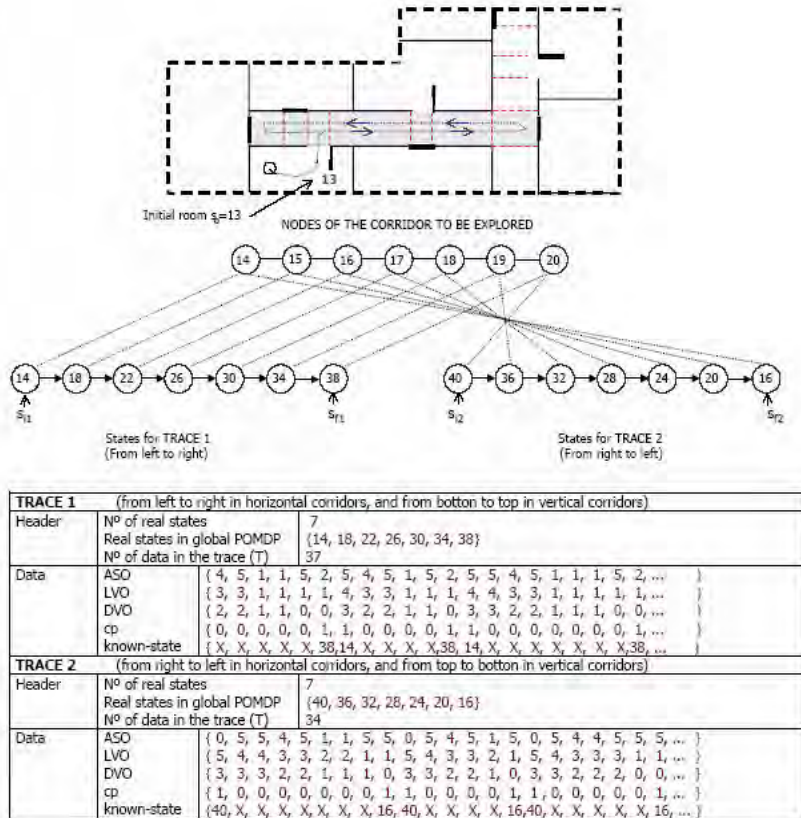 13
Initial room s0=13
NODES OF THE CORRIDOR TO BE EXPLORED
14 15 16 17 18 19 20
14 18 22 26 30 34 38 40 36 32 28 24 20 16
si1 sf1 si2 sf2
States for TRACE 1 States for TRACE 2
(From left to right) (From right to left)
TRACE 1 (from left to right in horizontal corridors, and from botton to top in vertical corridors)
Header Nº of real states 7
Real states in global POMDP {14, 18, 22, 26, 30, 34, 38}
Nº of data in the trace (T) 37
Data ASO { 4, 5, 1, 1, 5, 2, 5, 4, 5, 1, 5, 2, 5, 5, 4, 5, 1, 1, 1, 5, 2, ... }
LVO { 3, 3, 1, 1, 1, 1, 4, 3, 3, 1, 1, 1, 4, 4, 3, 3, 1, 1, 1, 1, 1, ... }
DVO { 2, 2, 1, 1, 0, 0, 3, 2, 2, 1, 1, 0, 3, 3, 2, 2, 1, 1, 1, 0, 0, ... }
cp { 0, 0, 0, 0, 0, 1, 1, 0, 0, 0, 0, 1, 1, 0, 0, 0, 0, 0, 0, 0, 1, ... }
known-state { X, X, X, X, X, 38,14, X, X, X, X,38, 14, X, X, X, X, X, X, X,38, ... }
TRACE 2 (from right to left in horizontal corridors, and from top to botton in vertical corridors)
Header Nº of real states 7
Real states in global POMDP {40, 36, 32, 28, 24, 20, 16}
Nº of data in the trace (T) 34
Data ASO { 0, 5, 5, 4, 5, 1, 1, 5, 5, 0, 5, 4, 5, 1, 5, 0, 5, 4, 4, 5, 5, 5, ... }
LVO { 5, 4, 4, 3, 3, 2, 2, 1, 1, 5, 4, 3, 3, 2, 1, 5, 4, 3, 3, 3, 1, 1, ... }
DVO { 3, 3, 3, 2, 2, 1, 1, 1, 0, 3, 3, 2, 2, 1, 0, 3, 3, 2, 2, 2, 0, 0, ... }
cp { 1, 0, 0, 0, 0, 0, 0, 0, 1, 1, 0, 0, 0, 0, 1, 1, 0, 0, 0, 0, 0, 1, ... }
known-state {40, X, X, X, X, X, X, X, 16, 40, X, X, X, X, 16,40, X, X, X, X, X, 16, ... }